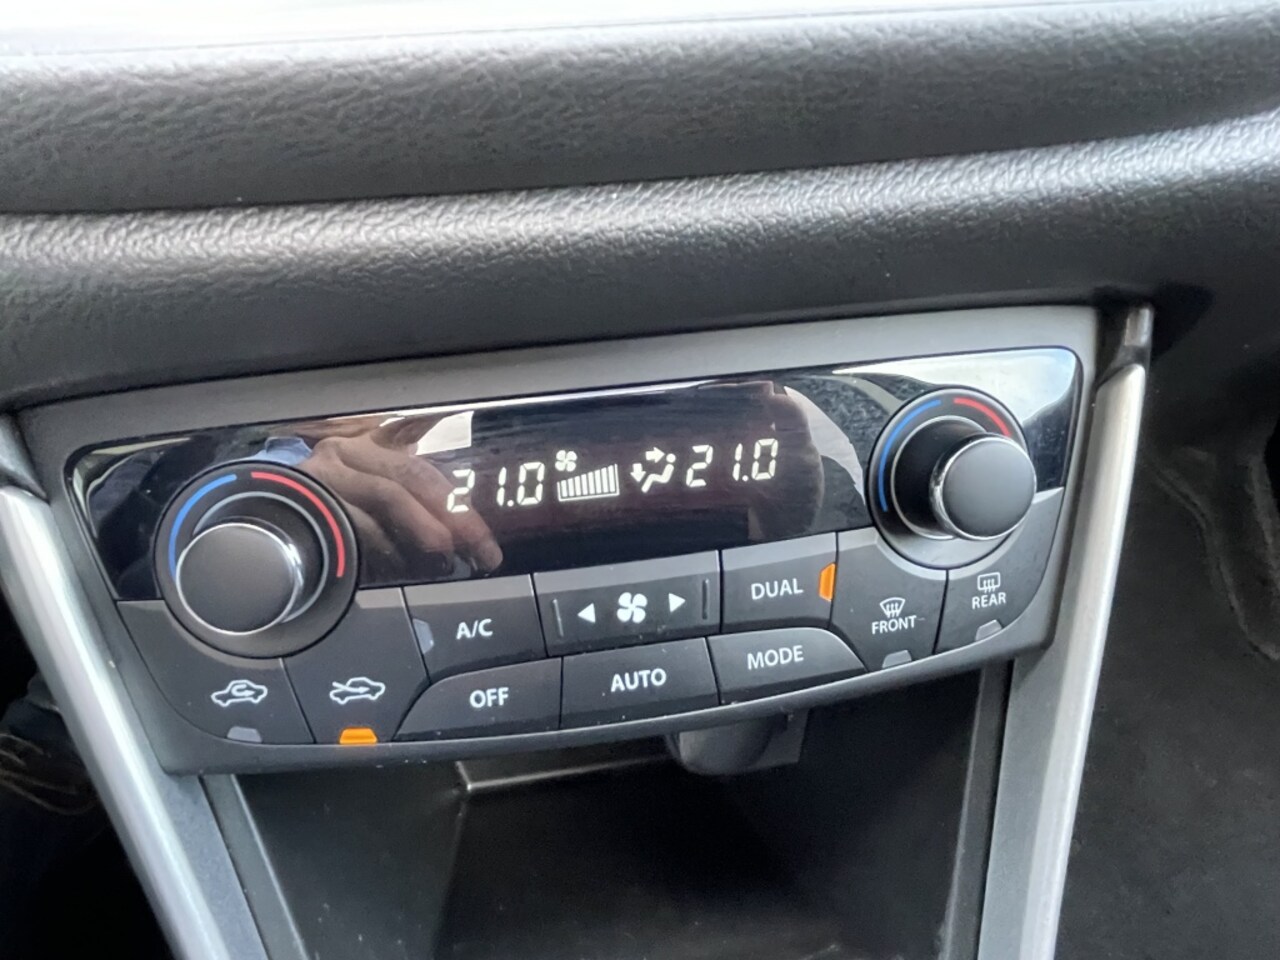 21.0 21.0
A/C
DUAL
FRONT
REAR
OFF
AUTO
MODE